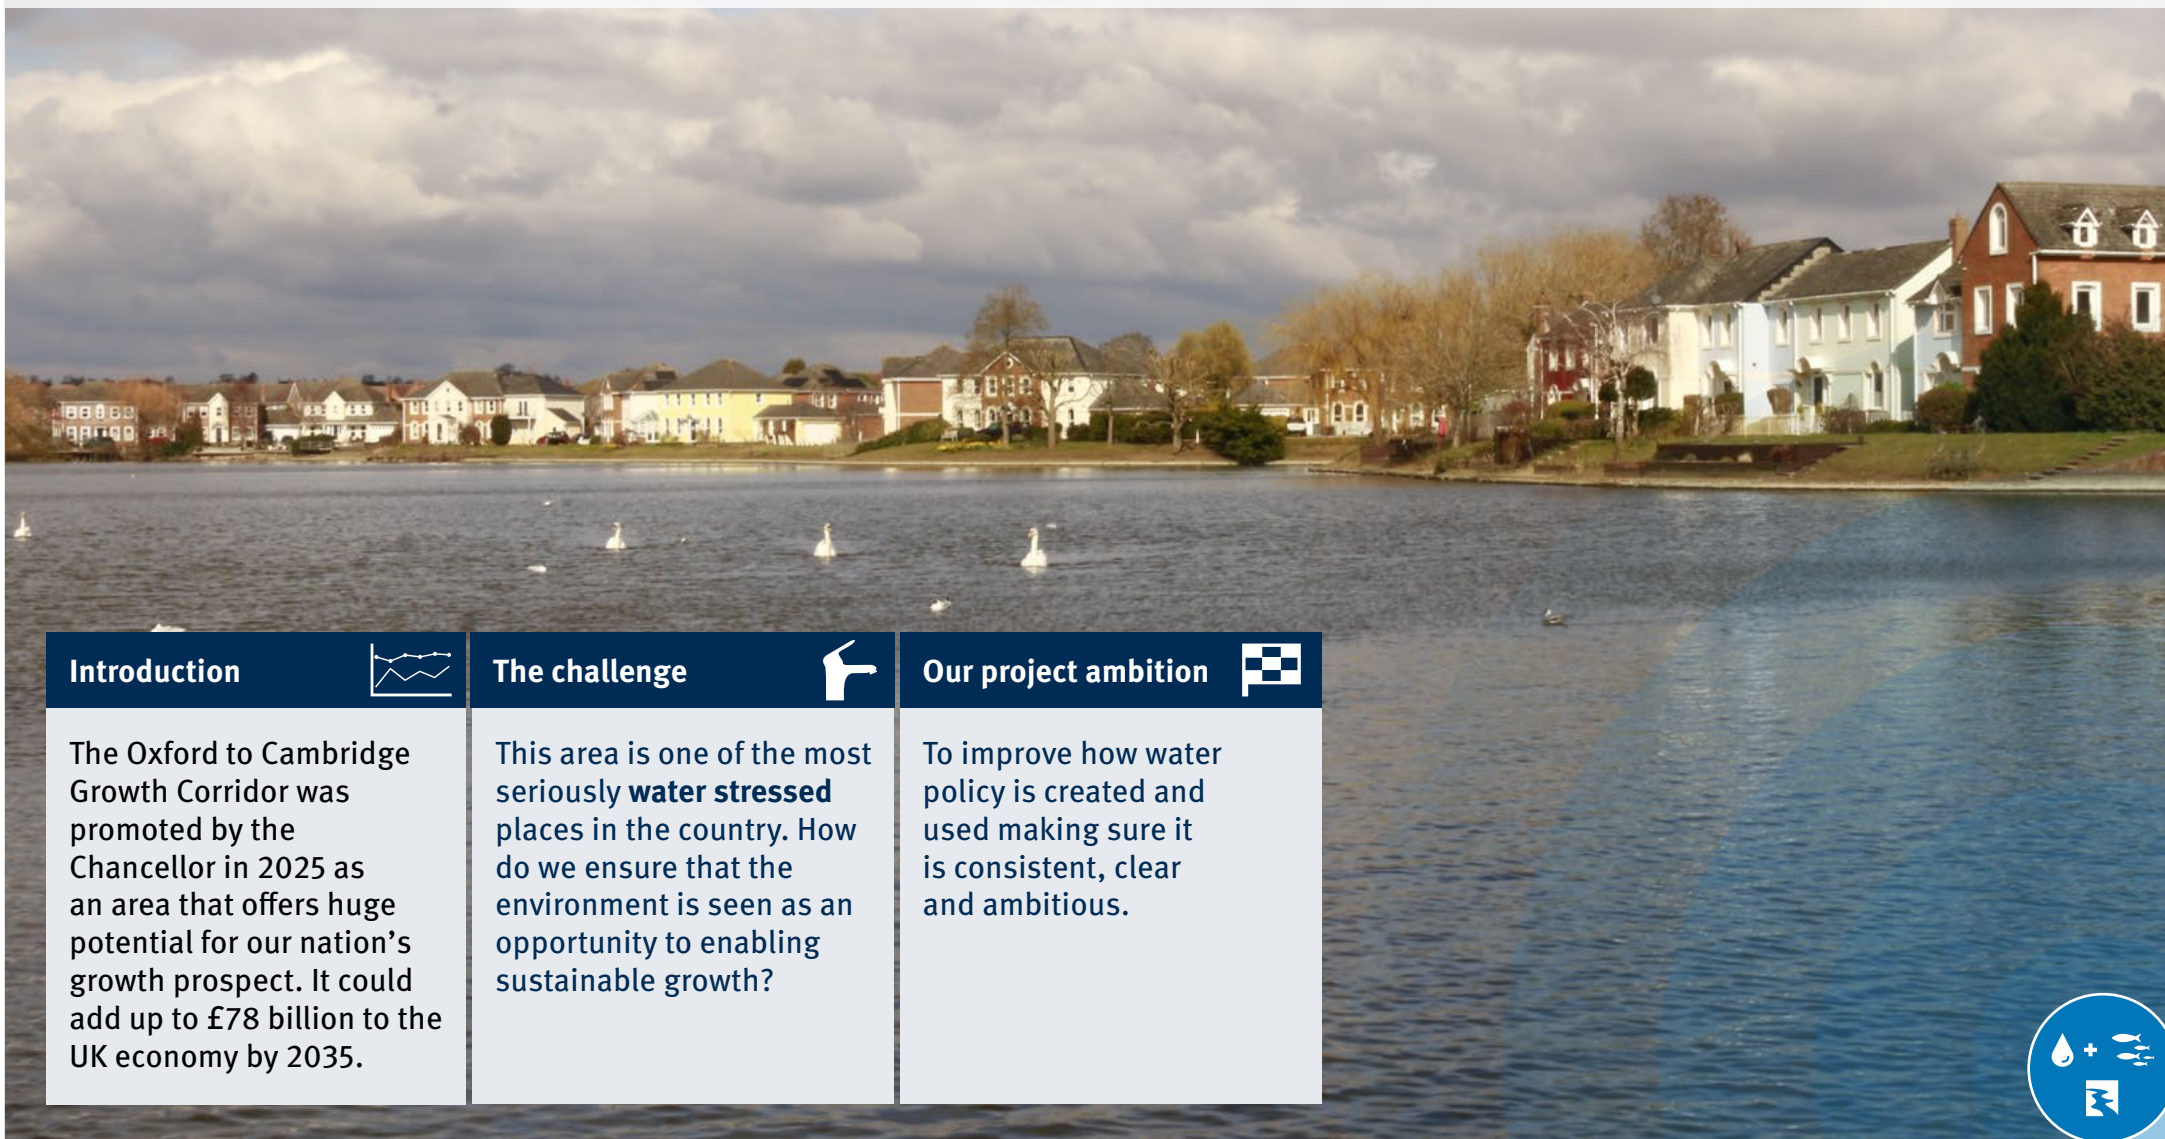 Introduction
The Oxford to Cambridge
Growth Corridor was
promoted by the
Chancellor in 2025 as
an area that offers huge
potential for our nation’s
growth prospect. It could
add up to £78 billion to the
UK economy by 2035.
The challenge
This area is one of the most
seriously water stressed
places in the country. How
do we ensure that the
environment is seen as an
opportunity to enabling
sustainable growth?
Our project ambition
To improve how water
policy is created and
used making sure it
is consistent, clear
and ambitious.